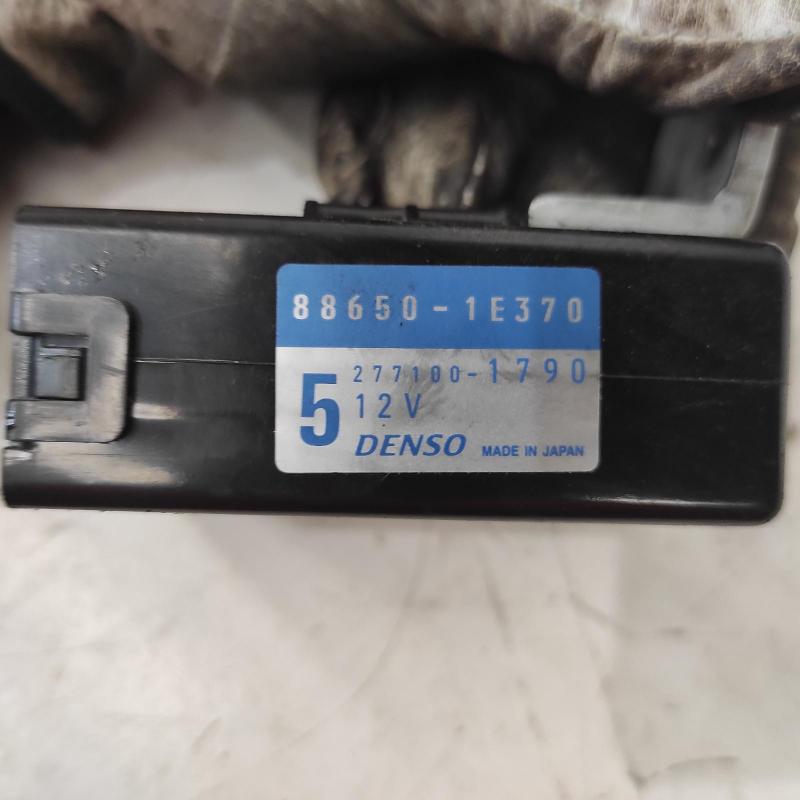 88650-1E370
5
277100-1790
12V
DENSO MADE IN JAPAN